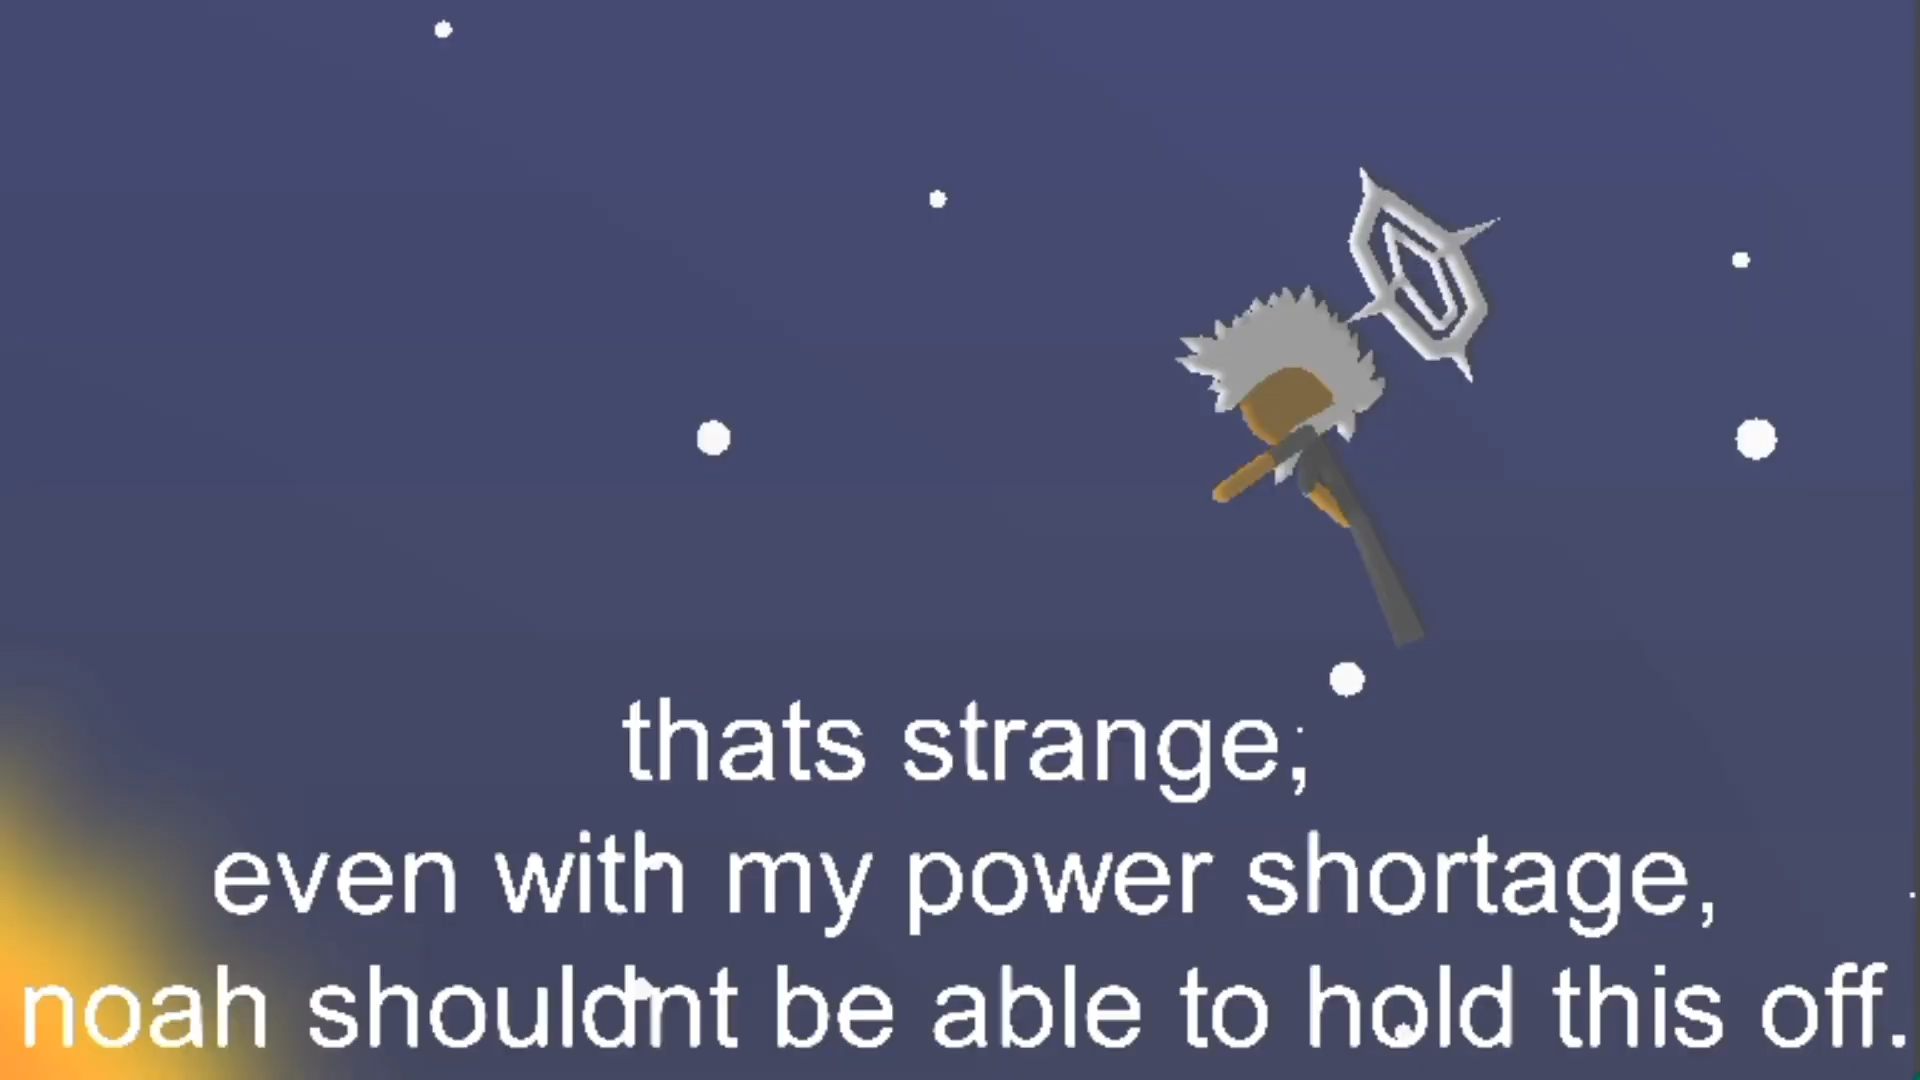 thats strange;
even with my power shortage,
noah shouldnt be able to hold this off.